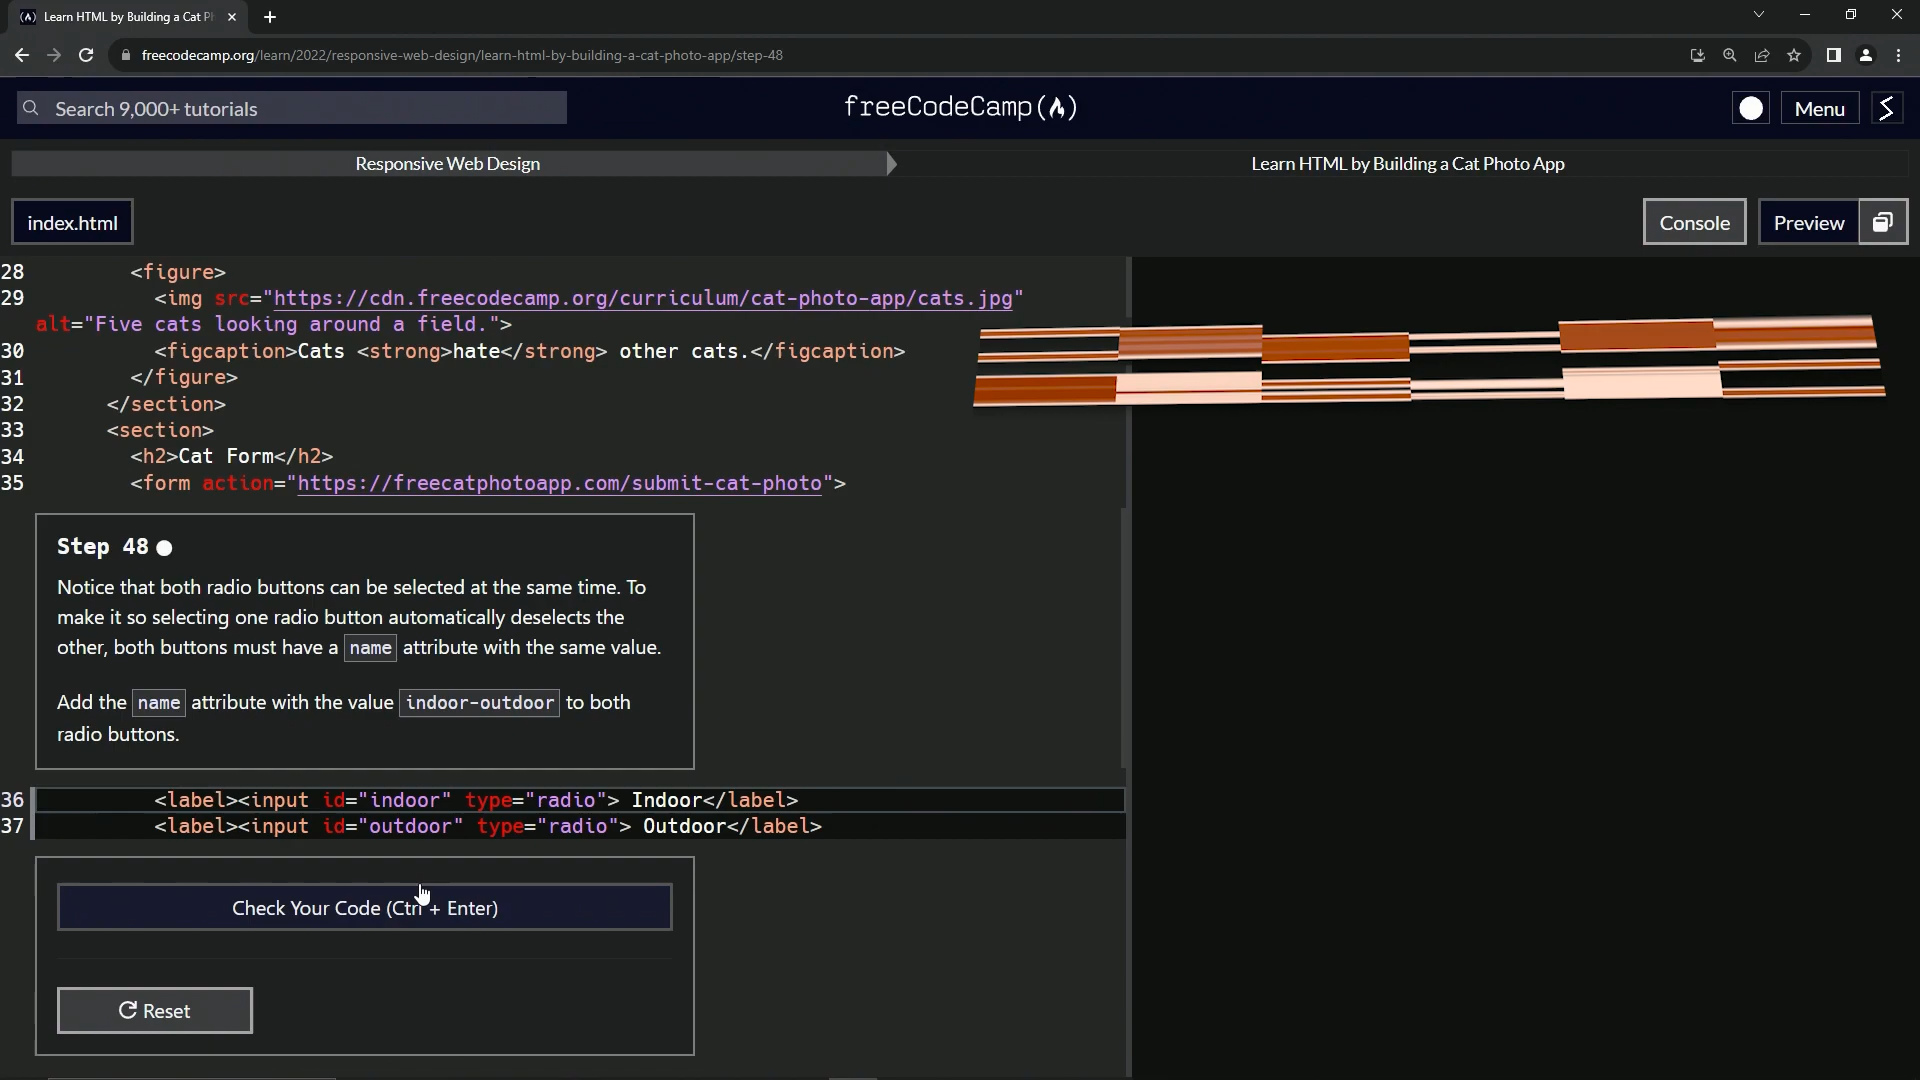 Learn HTML by Building a Cat Ph
freecodecamp.org/learn/2022/responsive-web-design/learn-html-by-building-a-cat-photo-app/step-48
Search 9,000+ tutorials
freeCodeCamp
Menu
Responsive Web Design
Learn HTML by Building a Cat Photo App
index.html
Console
Preview
28 <figure>
29 <img src="https://cdn.freecodecamp.org/curriculum/cat-photo-app/cats.jpg"
alt="Five cats looking around a field.">
30 <figcaption>Cats <strong>hate</strong> other cats.</figcaption>
31 </figure>
32 </section>
33 <section>
34 <h2>Cat Form</h2>
35 <form action="https://freecatphotoapp.com/submit-cat-photo">
Step 48
Notice that both radio buttons can be selected at the same time. To
make it so selecting one radio button automatically deselects the
other, both buttons must have a name attribute with the same value.
Add the name attribute with the value indoor-outdoor to both
radio buttons.
36 <label><input id="indoor" type="radio"> Indoor</label>
37 <label><input id="outdoor" type="radio"> Outdoor</label>
Check Your Code (Ctrl + Enter)
Reset